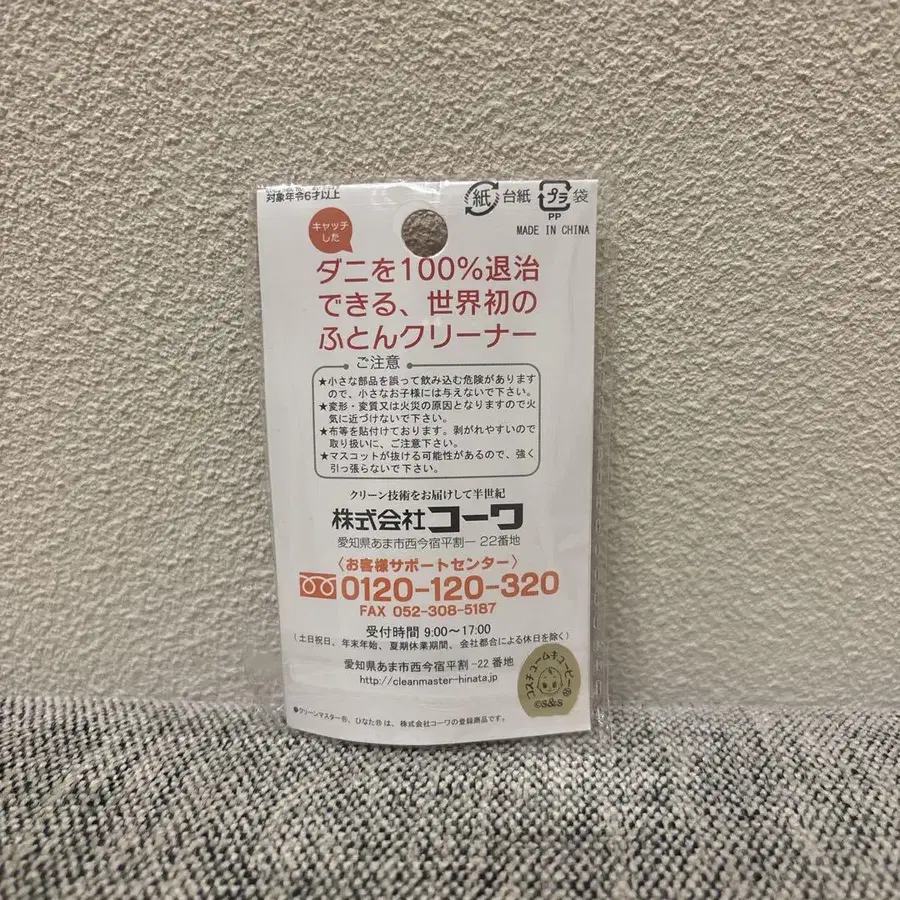 対象年令6才以上
紙 台紙 プラ 袋
PP
MADE IN CHINA
キャッチ
した
ダニを100%退治
できる、世界初の
ふとんクリーナー
ご注意
★小さな部品を誤って飲み込む危険があります
ので、小さなお子様には与えないで下さい。
★変形・変質又は火災の原因となりますので火
気に近づけないで下さい。
★布等を貼付けております。剥がれやすいので
取り扱いに、ご注意下さい。
★マスコットが抜ける可能性があるので、強く
引っ張らないで下さい。
クリーン技術をお届けして半世紀
株式会社コーワ
愛知県あま市西今宿平割一 22番地
〈お客様サポートセンター〉
0120-120-320
FAX 052-308-5187
受付時間 9:00〜17:00
(土日祝日、年末年始、夏期休業期間、会社都合による休日を除く)
愛知県あま市西今宿平割 -22 番地
http://cleanmaster-hinata.jp/
コスチュームキューピー
©S&S
●クリーンマスター®、ひなた®は、株式会社コーワの登録商品です。